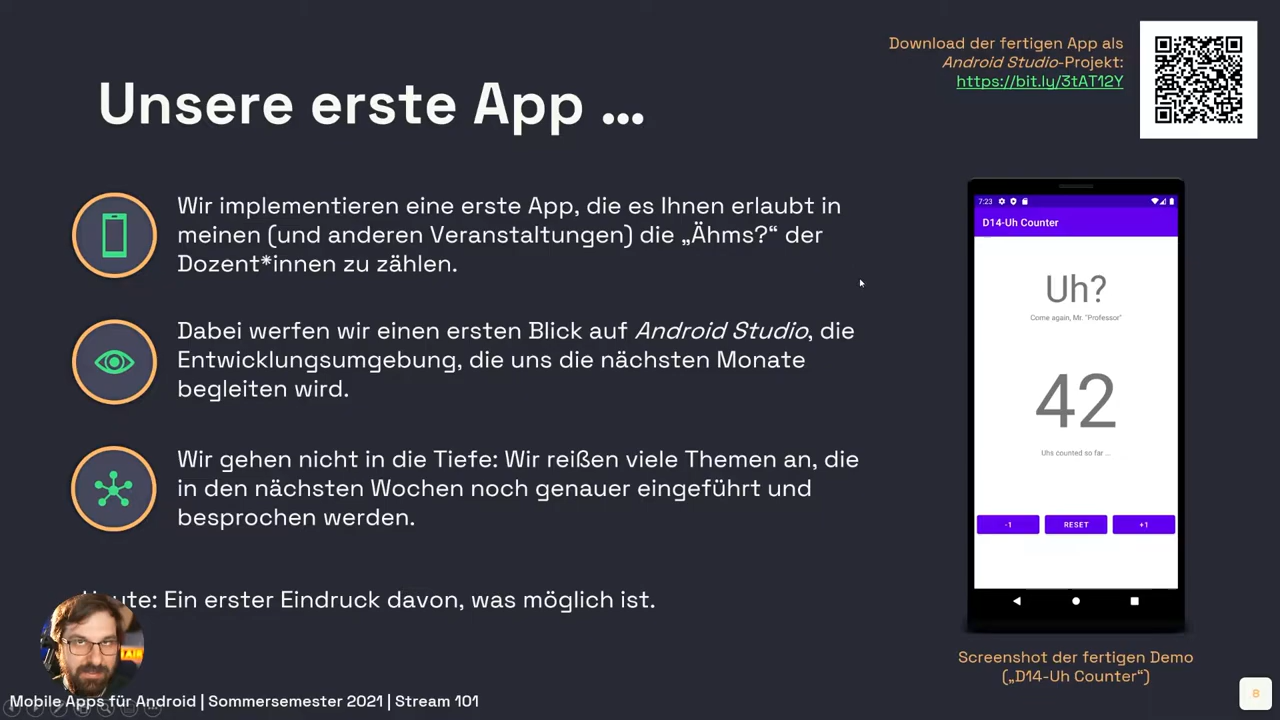 Download der fertigen App als
Android Studio-Projekt:
https://bit.ly/3tAT12Y
Unsere erste App …
Wir implementieren eine erste App, die es Ihnen erlaubt in
meinen (und anderen Veranstaltungen) die „Ähms?“ der
Dozent*innen zu zählen.
Dabei werfen wir einen ersten Blick auf Android Studio, die
Entwicklungsumgebung, die uns die nächsten Monate
begleiten wird.
Wir gehen nicht in die Tiefe: Wir reißen viele Themen an, die
in den nächsten Wochen noch genauer eingeführt und
besprochen werden.
Heute: Ein erster Eindruck davon, was möglich ist.
7:23
D14-Uh Counter
Uh?
Come again, Mr. "Professor"
42
Uhs counted so far ...
-1 RESET +1
Screenshot der fertigen Demo
(„D14-Uh Counter“)
Mobile Apps für Android | Sommersemester 2021 | Stream 101
8